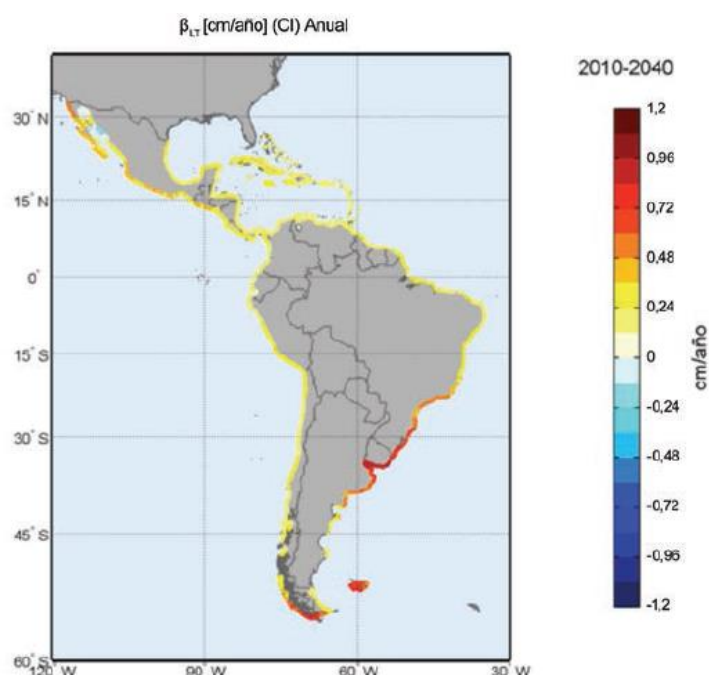 β_LT [cm/año] (CI) Anual
2010-2040
30° N
15° N
0°
15° S
30° S
45° S
60° S
120° W
90° W
60° W
30° W
1,2
0,96
0,72
0,48
0,24
0
-0,24
-0,48
-0,72
-0,96
-1,2
cm/año